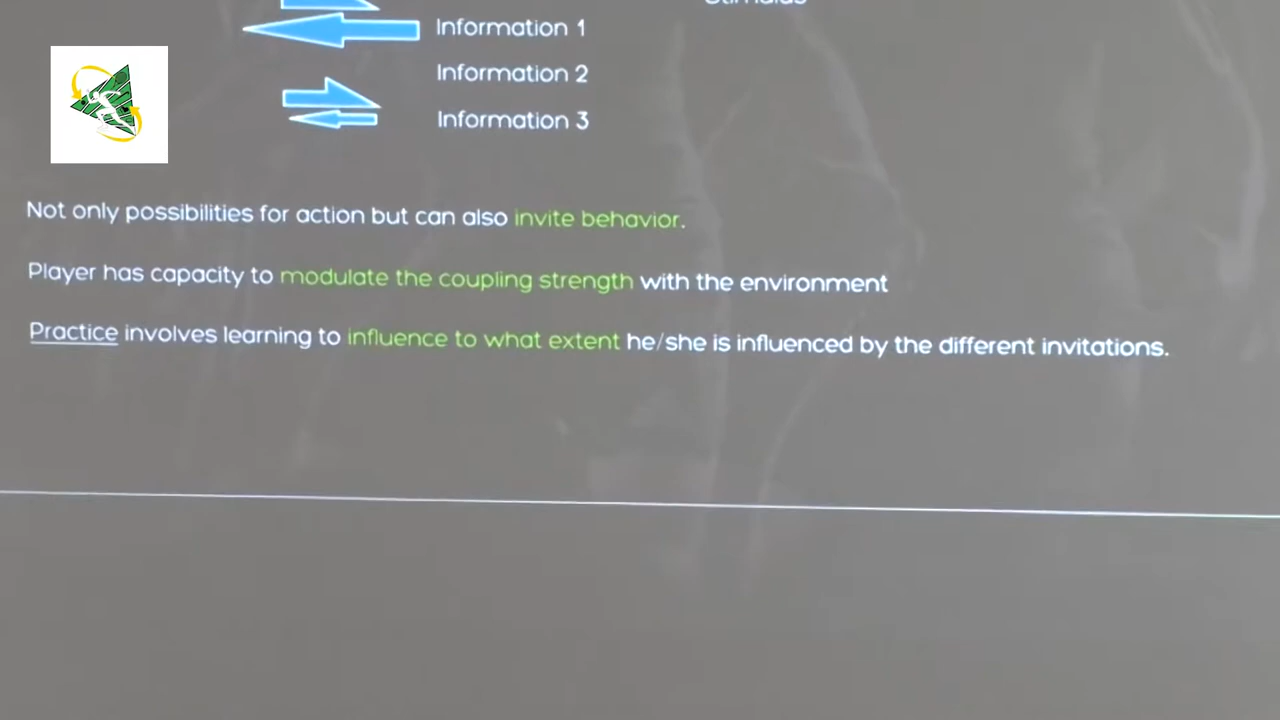 Stimulus
Information 1
Information 2
Information 3
Not only possibilities for action but can also invite behavior.
Player has capacity to modulate the coupling strength with the environment
Practice involves learning to influence to what extent he/she is influenced by the different invitations.